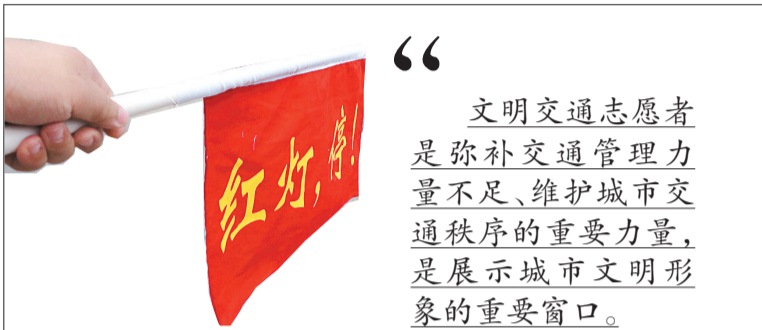 红灯,停!
“
文明交通志愿者
是弥补交通管理力
量不足、维护城市交
通秩序的重要力量,
是展示城市文明形
象的重要窗口。